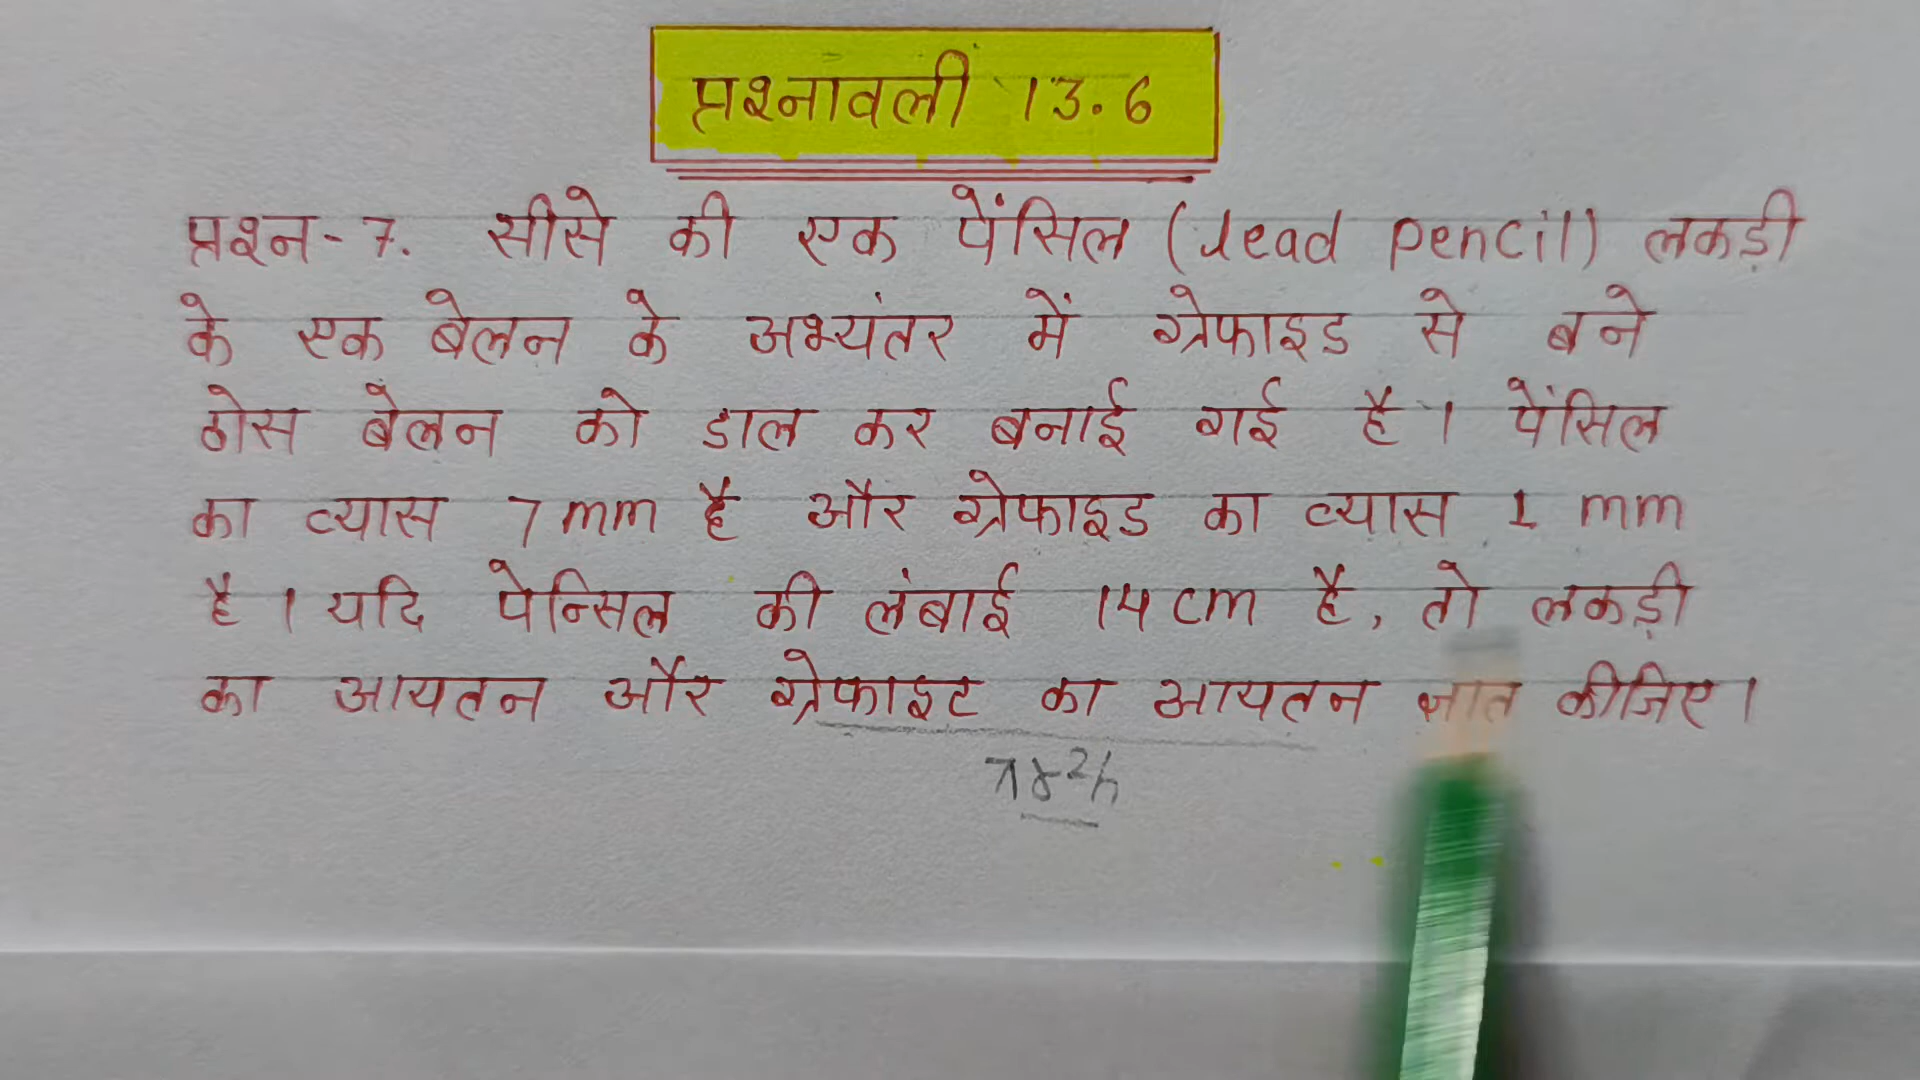 प्रश्नावली 13.6
प्रश्न-7. सीसे की एक पेंसिल (lead pencil) लकड़ी
के एक बेलन के अभ्यंतर में ग्रेफाइड से बने
ठोस बेलन को डाल कर बनाई गई है। पेंसिल
का व्यास 7 mm है और ग्रेफाइड का व्यास 1 mm
है। यदि पेन्सिल की लंबाई 14 cm है, तो लकड़ी
का आयतन और ग्रेफाइट का आयतन ज्ञात कीजिए।
πr²h